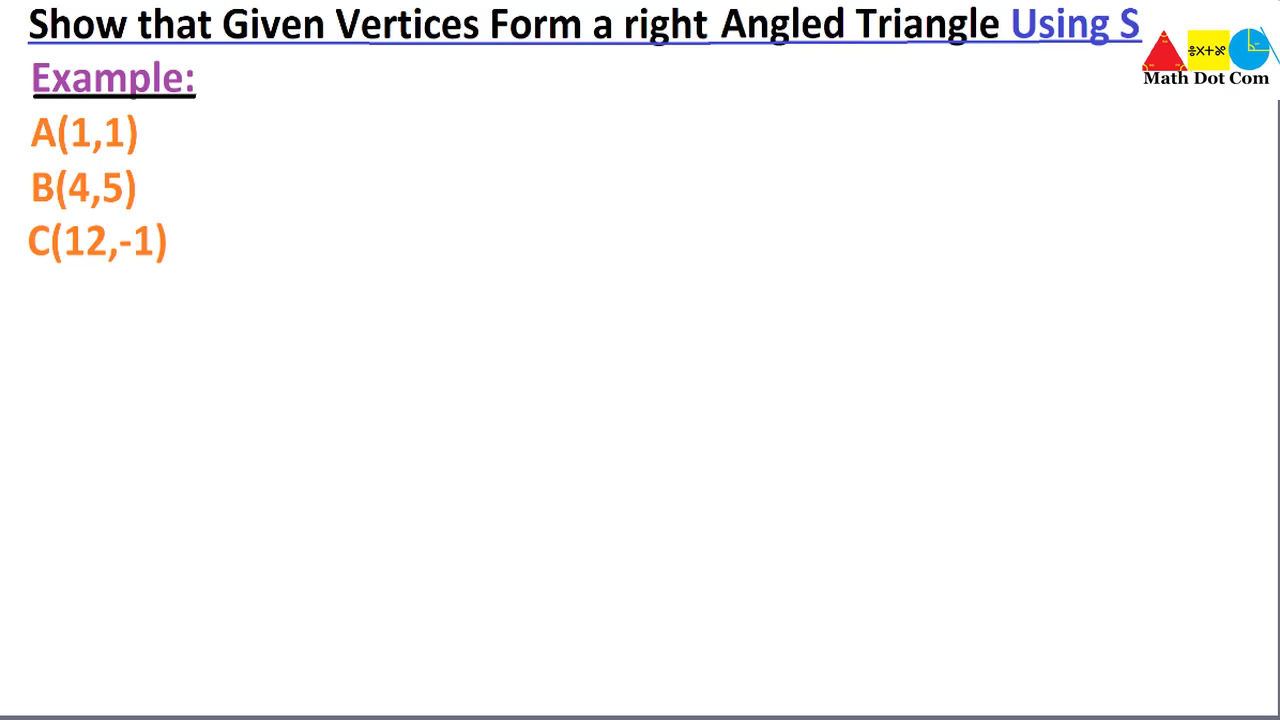 Show that Given Vertices Form a right Angled Triangle Using S
Example:
A(1,1)
B(4,5)
C(12,-1)
Math Dot Com